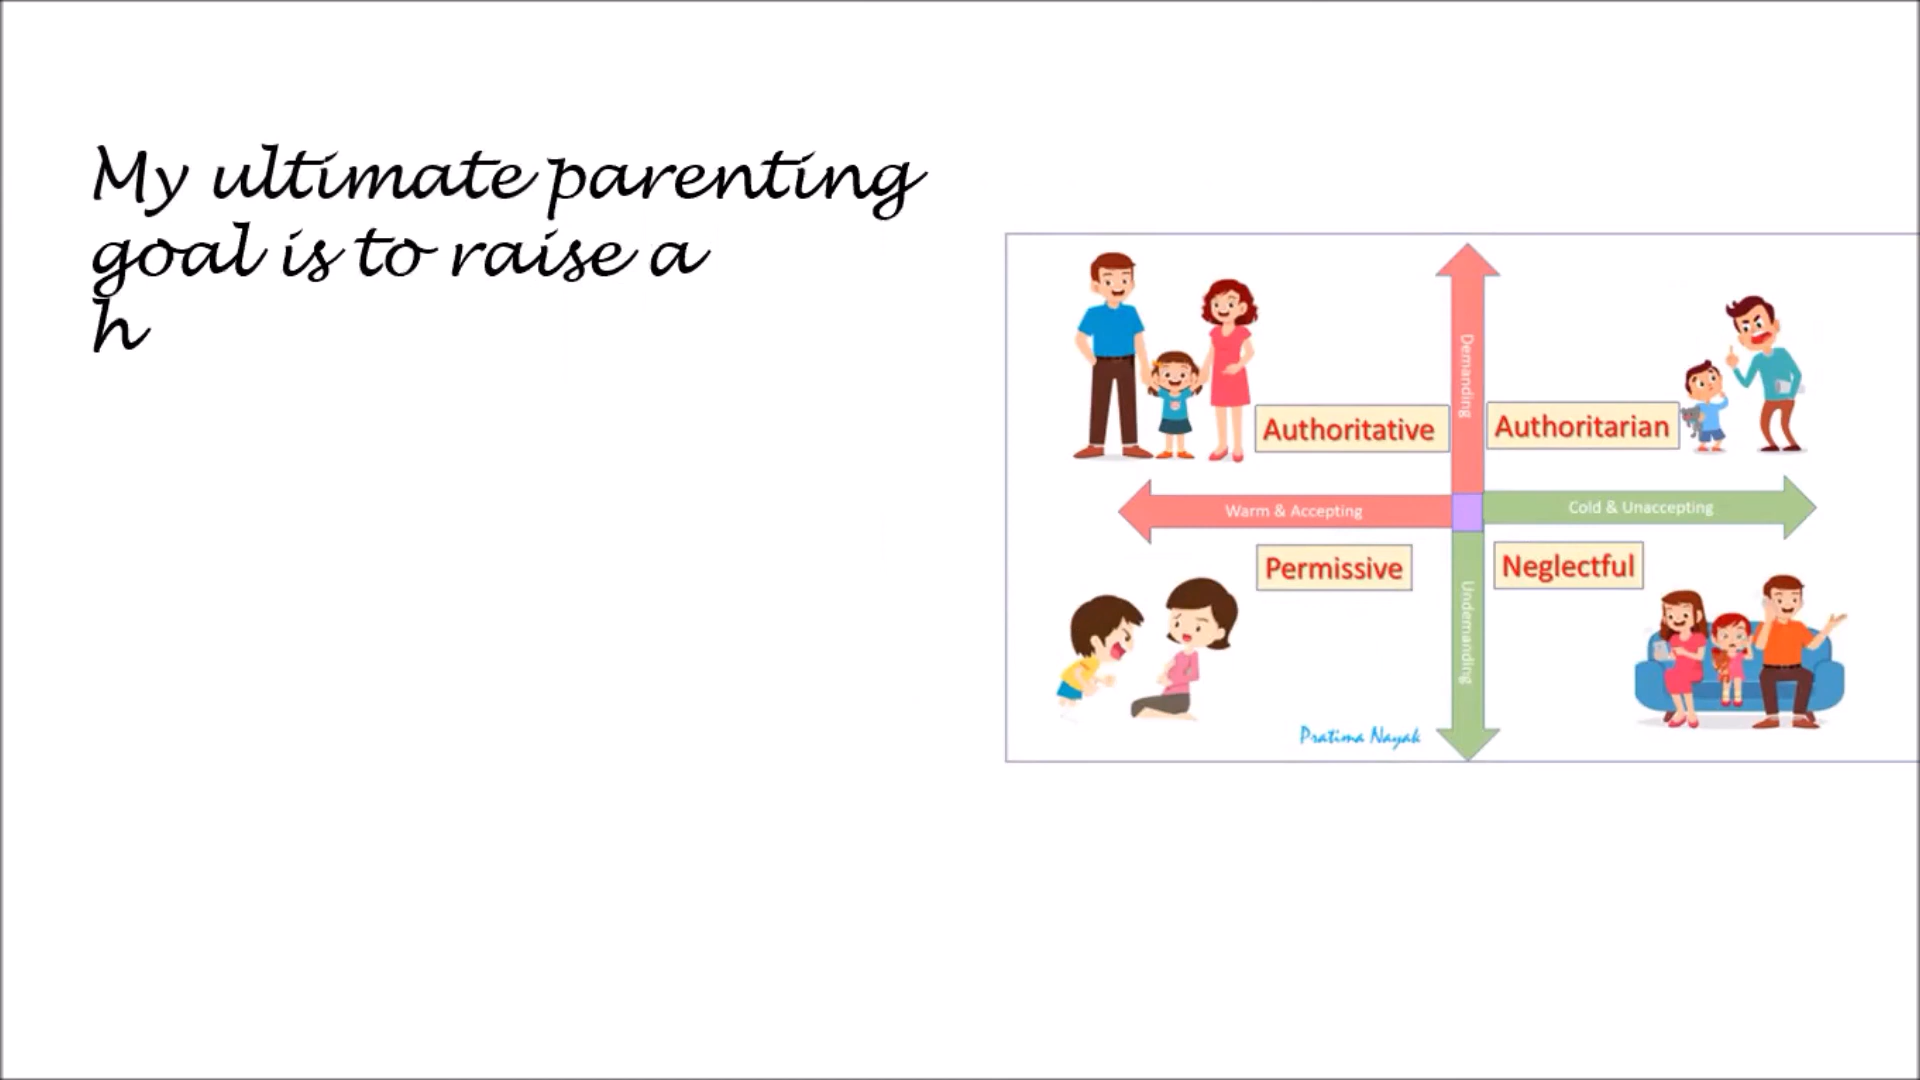 My ultimate parenting
goal is to raise a
h
Demanding
Authoritative
Authoritarian
Warm & Accepting
Cold & Unaccepting
Permissive
Neglectful
Undemanding
Pratima Nayak